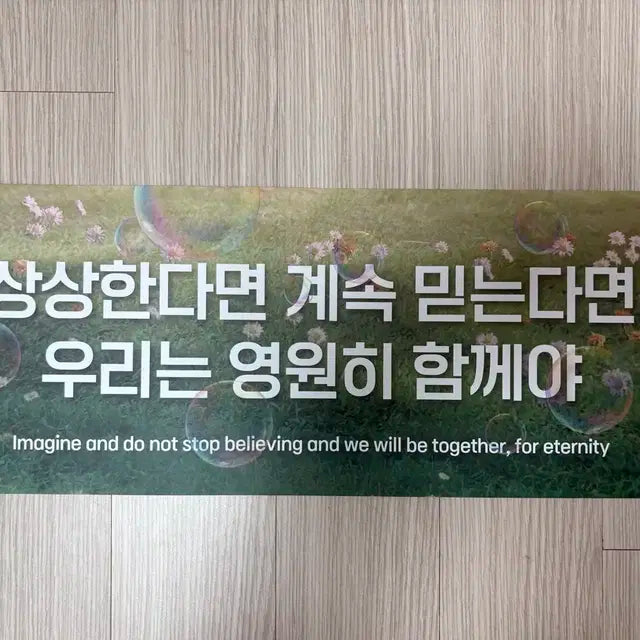 상상한다면 계속 믿는다면
우리는 영원히 함께야
Imagine and do not stop believing and we will be together, for eternity